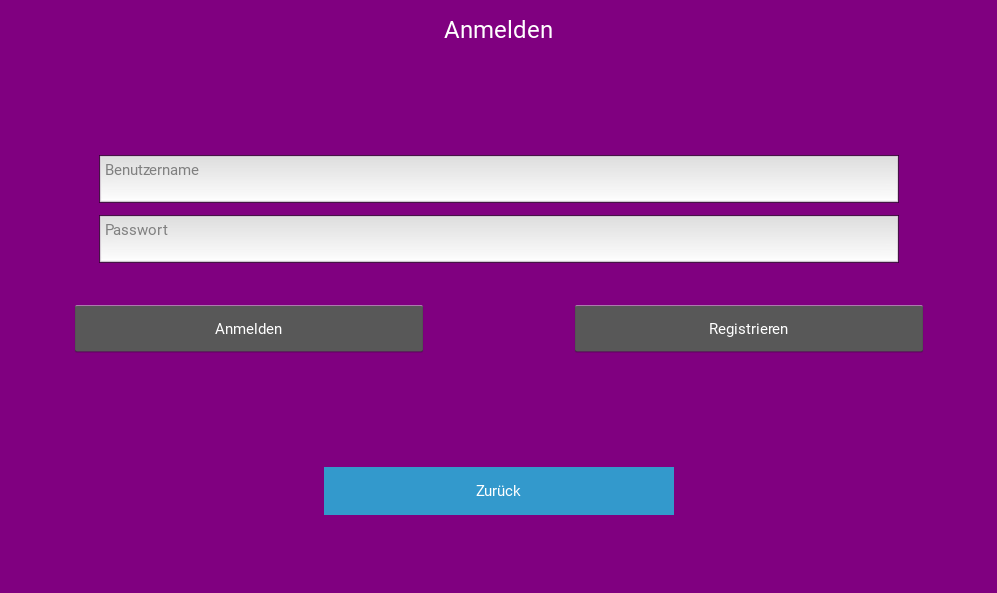 Anmelden
Benutzername
Passwort
Anmelden
Registrieren
Zurück